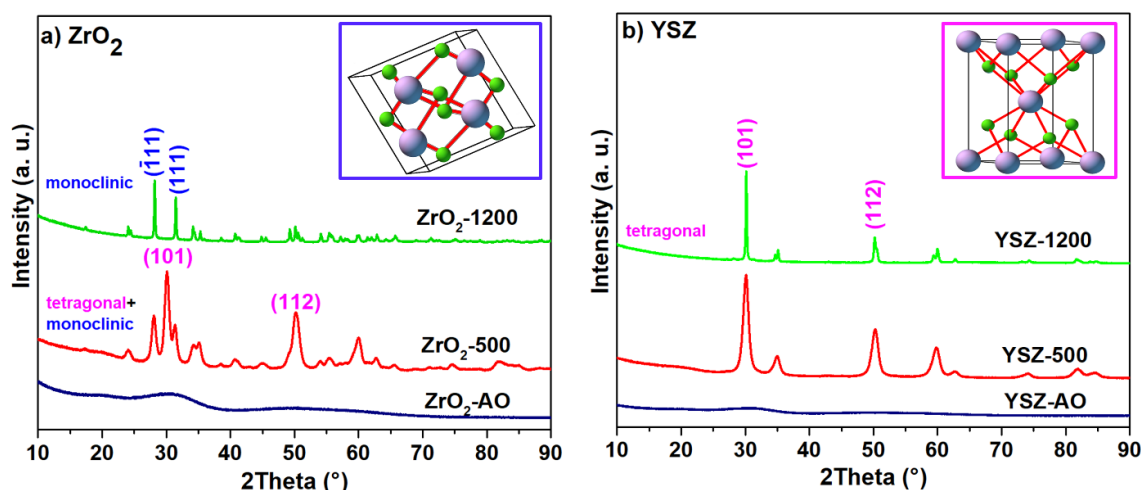 a) ZrO2
(1̄11)
(111)
monoclinic
ZrO2-1200
(101)
tetragonal+
monoclinic
(112)
ZrO2-500
ZrO2-AO
Intensity (a. u.)
10 20 30 40 50 60 70 80 90
2Theta (°)
b) YSZ
(101)
(112)
tetragonal
YSZ-1200
YSZ-500
YSZ-AO
Intensity (a. u.)
10 20 30 40 50 60 70 80 90
2Theta (°)